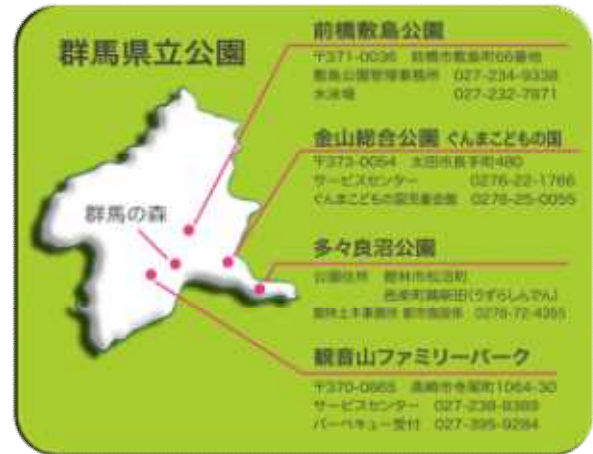 群馬県立公園
群馬の森
前橋敷島公園
〒371-0036 前橋市敷島町66番地
敷島公園管理事務所 027-234-9338
水泳場 027-232-7871
金山総合公園 ぐんまこどもの国
〒373-0054 太田市長手町480
サービスセンター 0276-22-1766
ぐんまこどもの国児童会館 0276-25-0055
多々良沼公園
公園住所 館林市松沼町
邑楽町鶉新田(うずらしんでん)
館林土木事務所 都市施設係 0276-72-4355
観音山ファミリーパーク
〒370-0865 高崎市寺尾町1064-30
サービスセンター 027-238-8389
バーベキュー受付 027-395-9284